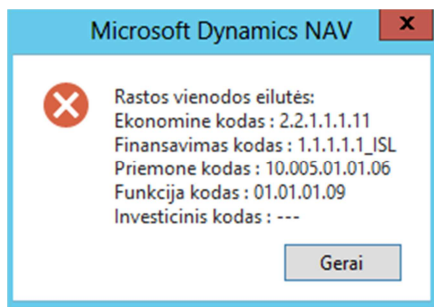 Microsoft Dynamics NAV
x
Rastos vienodos eilutės:
Ekonomine kodas : 2.2.1.1.1.11
Finansavimas kodas : 1.1.1.1.1_ISL
Priemone kodas : 10.005.01.01.06
Funkcija kodas : 01.01.01.09
Investicinis kodas : ---
Gerai